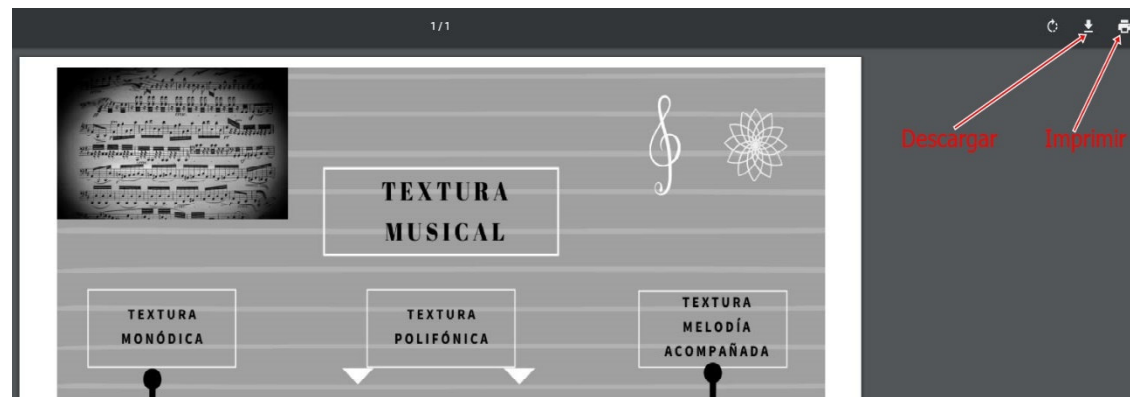 1/1
Descargar
Imprimir
TEXTURA
MUSICAL
TEXTURA
MONÓDICA
TEXTURA
POLIFÓNICA
TEXTURA
MELODÍA
ACOMPAÑADA